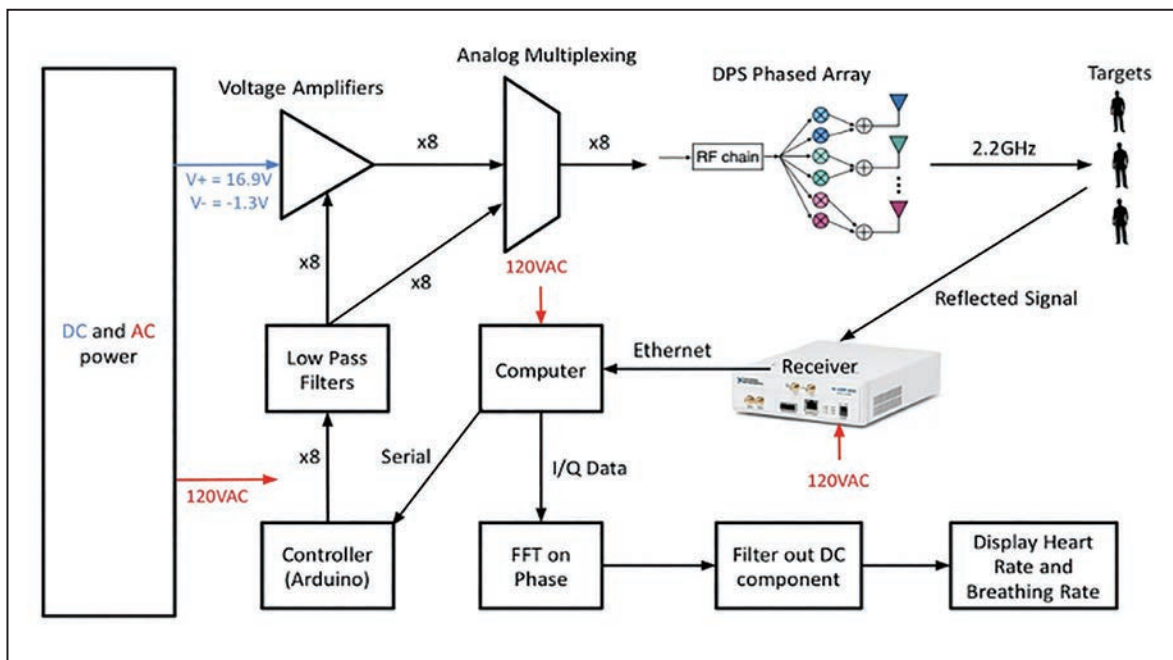 Analog Multiplexing
Voltage Amplifiers
DPS Phased Array
Targets
x8
x8
2.2GHz
RF chain
V+ = 16.9V
V- = -1.3V
x8
x8
120VAC
Reflected Signal
DC and AC
power
Low Pass
Filters
Computer
Ethernet
Receiver
x8
Serial
I/Q Data
120VAC
120VAC
Controller
(Arduino)
FFT on
Phase
Filter out DC
component
Display Heart
Rate and
Breathing Rate